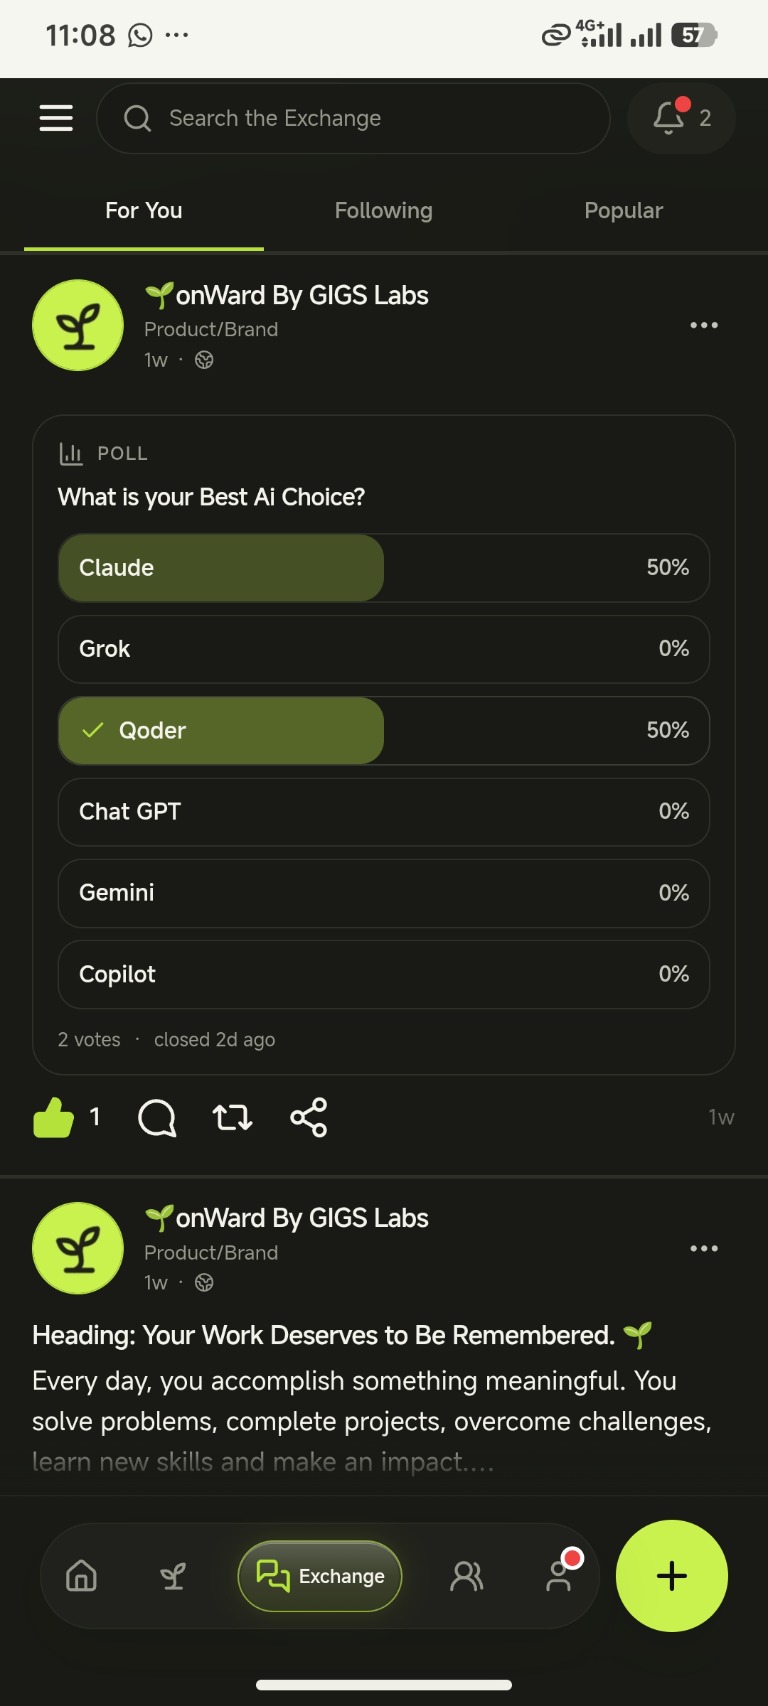 11:08
4G+
57
Search the Exchange
2
For You
Following
Popular
🌱onWard By GIGS Labs
Product/Brand
1w ·
POLL
What is your Best Ai Choice?
Claude 50%
Grok 0%
Qoder 50%
Chat GPT 0%
Gemini 0%
Copilot 0%
2 votes · closed 2d ago
1
1w
🌱onWard By GIGS Labs
Product/Brand
1w ·
Heading: Your Work Deserves to Be Remembered. 🌱
Every day, you accomplish something meaningful. You
solve problems, complete projects, overcome challenges,
learn new skills and make an impact....
Exchange